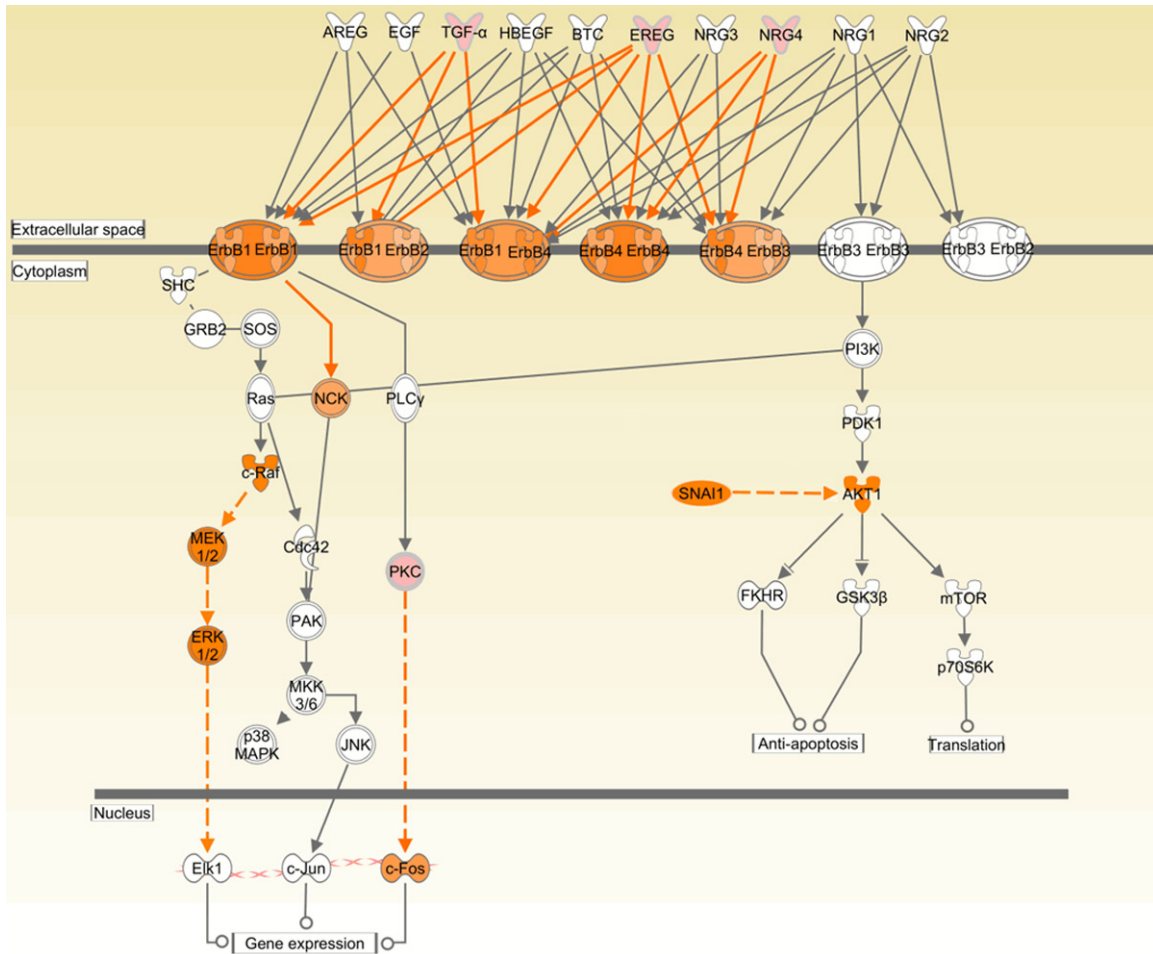 AREG EGF TGF-α HBEGF BTC EREG NRG3 NRG4 NRG1 NRG2
Extracellular space
ErbB1 ErbB1 ErbB1 ErbB2 ErbB1 ErbB4 ErbB4 ErbB4 ErbB4 ErbB3 ErbB3 ErbB3 ErbB3 ErbB2
Cytoplasm
SHC
GRB2 SOS
PI3K
Ras NCK PLCγ
PDK1
c-Raf
SNAI1 AKT1
MEK
1/2
Cdc42
PKC
FKHR GSK3β mTOR
PAK
ERK
1/2
p70S6K
MKK
3/6
p38
MAPK
JNK
Anti-apoptosis Translation
Nucleus
Elk1 c-Jun c-Fos
Gene expression